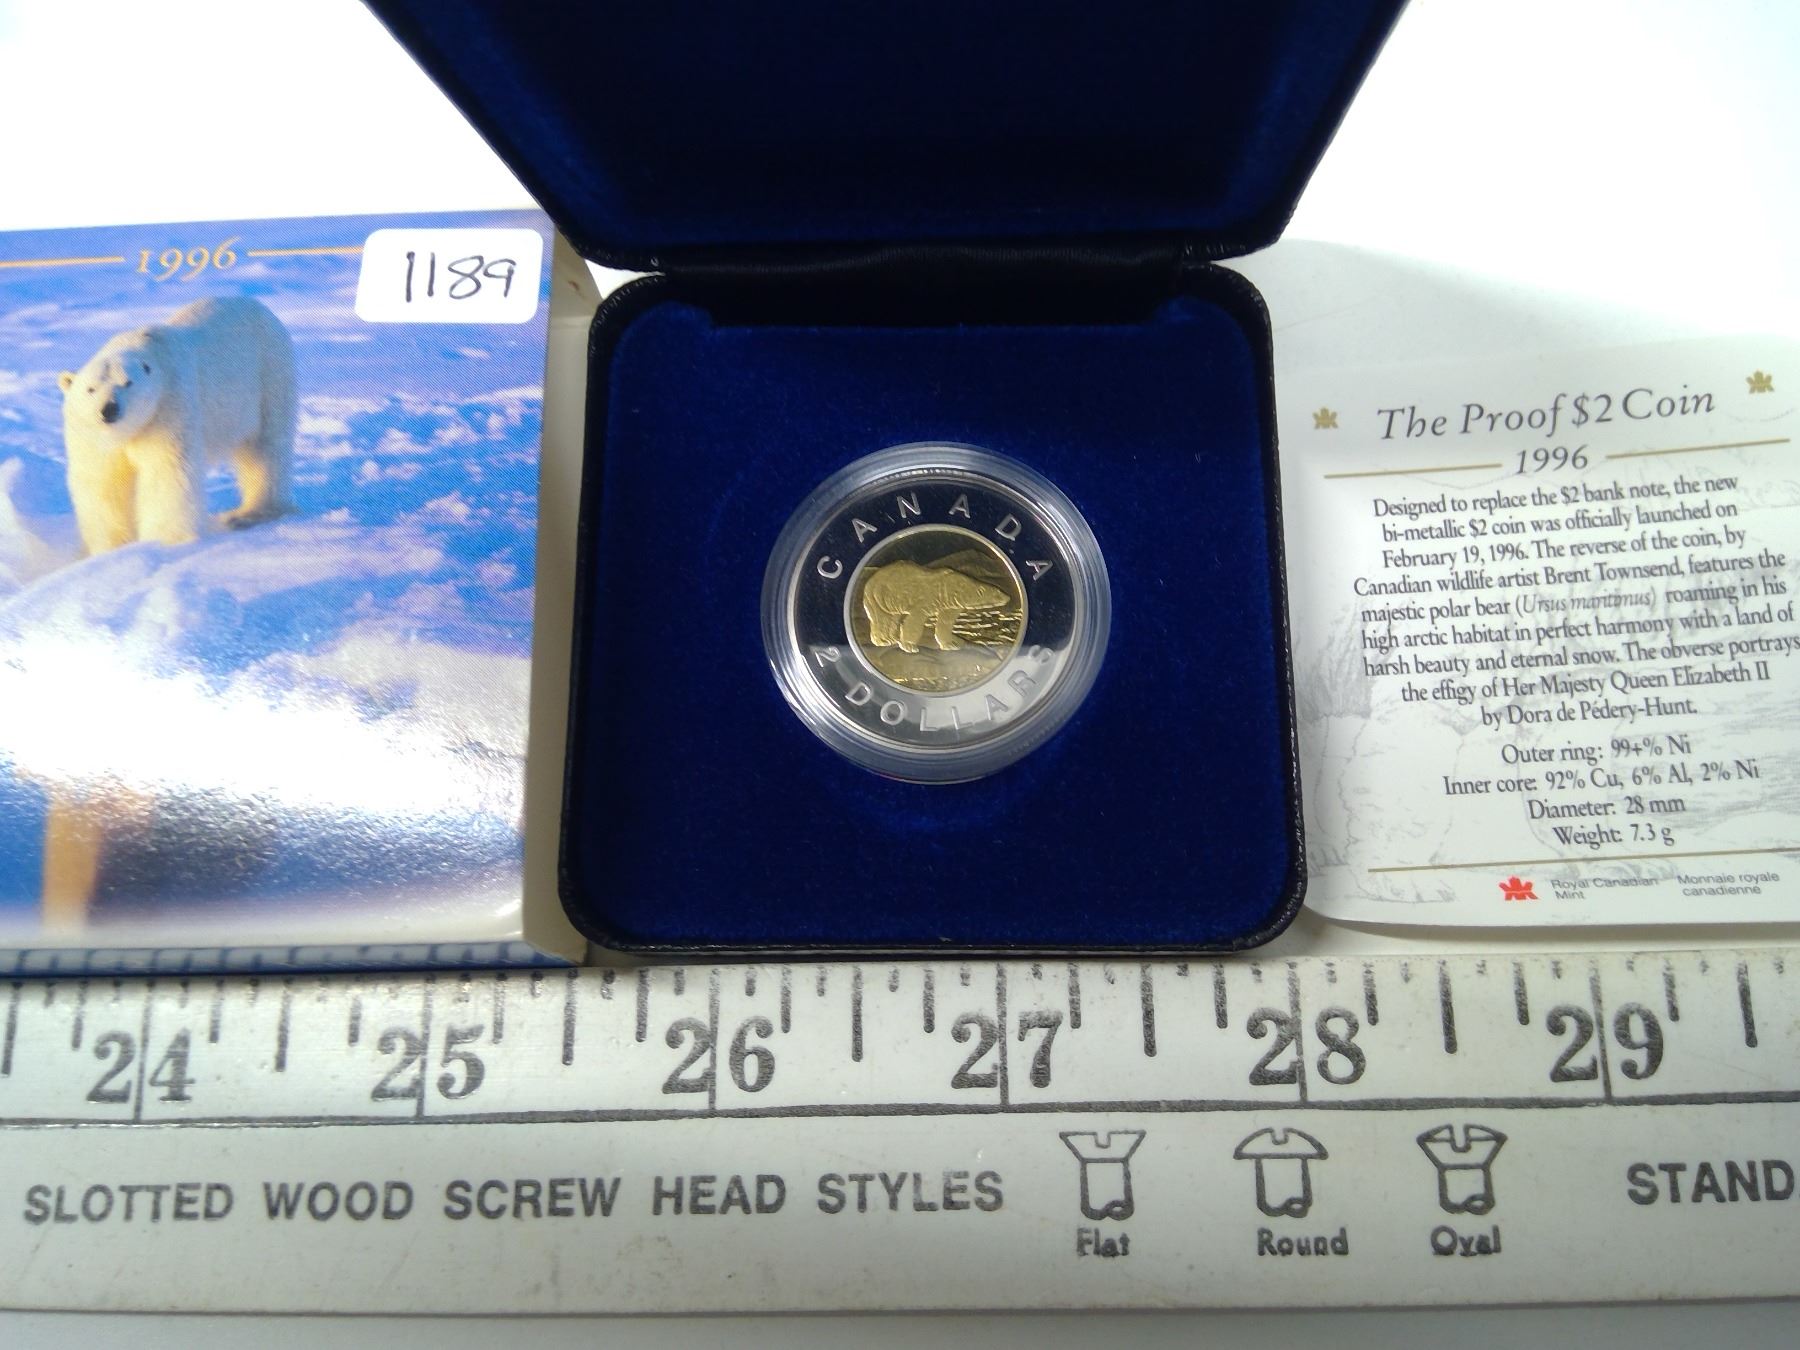 1996
1189
CANADA
2 DOLLARS
The Proof $2 Coin
1996
Designed to replace the $2 bank note, the new
bi-metallic $2 coin was officially launched on
February 19, 1996. The reverse of the coin, by
Canadian wildlife artist Brent Townsend, features the
majestic polar bear (Ursus maritimus) roaming in his
high arctic habitat in perfect harmony with a land of
harsh beauty and eternal snow. The obverse portrays
the effigy of Her Majesty Queen Elizabeth II
by Dora de Pédery-Hunt.
Outer ring: 99+% Ni
Inner core: 92% Cu, 6% Al, 2% Ni
Diameter: 28 mm
Weight: 7.3 g
Royal Canadian Monnaie royale
Mint canadienne
24 25 26 27 28 29
SLOTTED WOOD SCREW HEAD STYLES STAND
Flat Round Oval